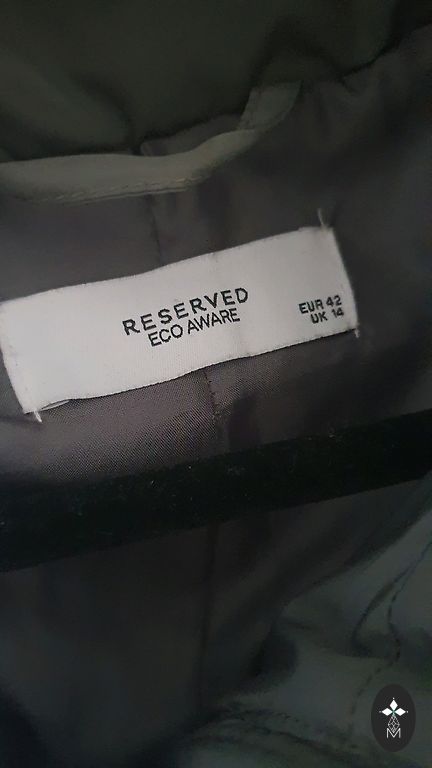 RESERVED
ECO AWARE
EUR 42
UK 14
M